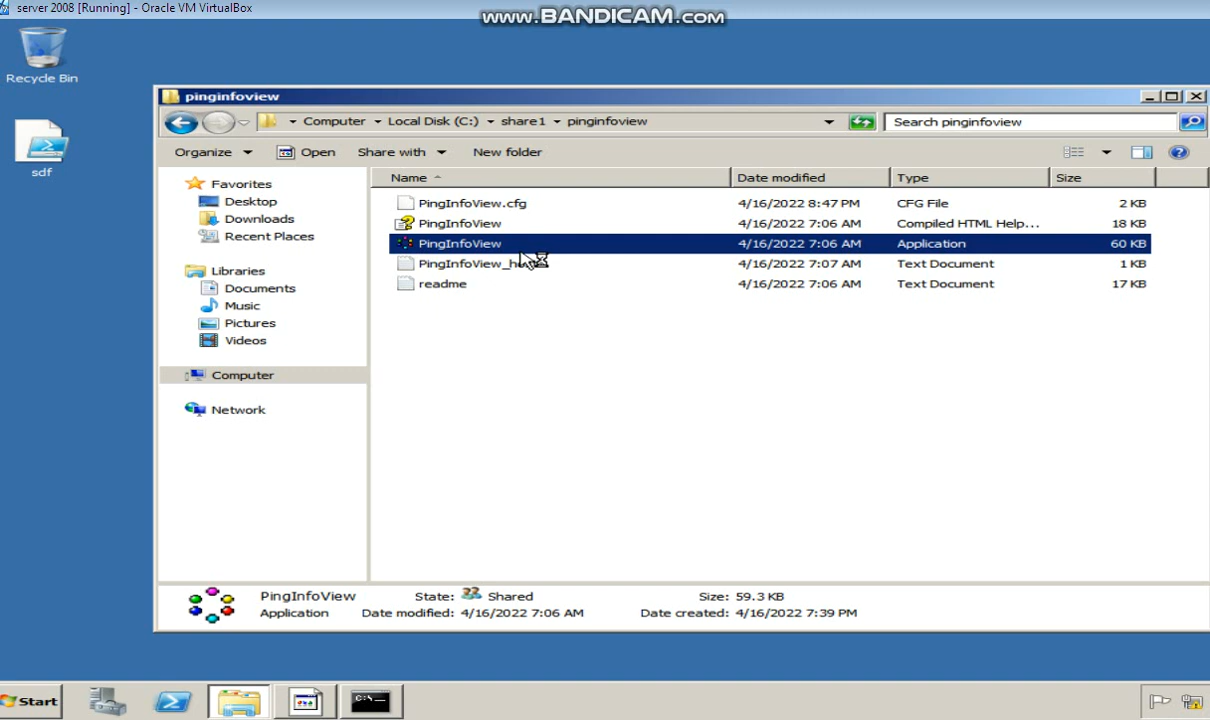 server 2008 [Running] - Oracle VM VirtualBox
www.BANDICAM.com
Recycle Bin
sdf
pinginfoview
Computer Local Disk (C:) share1 pinginfoview
Search pinginfoview
Organize Open Share with New folder
Name Date modified Type Size
Favorites
Desktop
Downloads
Recent Places
Libraries
Documents
Music
Pictures
Videos
Computer
Network
PingInfoView.cfg 4/16/2022 8:47 PM CFG File 2 KB
PingInfoView 4/16/2022 7:06 AM Compiled HTML Help... 18 KB
PingInfoView 4/16/2022 7:06 AM Application 60 KB
4/16/2022 7:07 AM Text Document 1 KB
readme 4/16/2022 7:06 AM Text Document 17 KB
PingInfoView State: Shared Size: 59.3 KB
Application Date modified: 4/16/2022 7:06 AM Date created: 4/16/2022 7:39 PM
Start
C:\